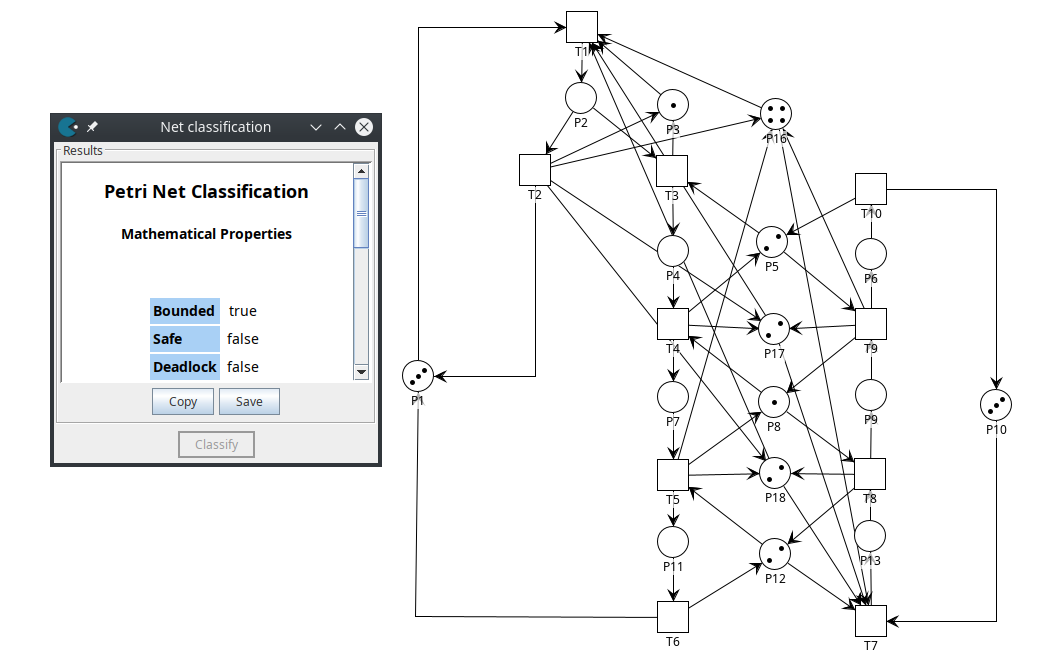 Net classification
Results
Petri Net Classification
Mathematical Properties
Bounded true
Safe false
Deadlock false
Copy Save
Classify
T1
P2
P3
P16
T2
T3
T10
P5
P4
P6
T4
P17
T9
P1
P7
P8
P9
P10
T5
P18
T8
P11
P12
P13
T6
T7